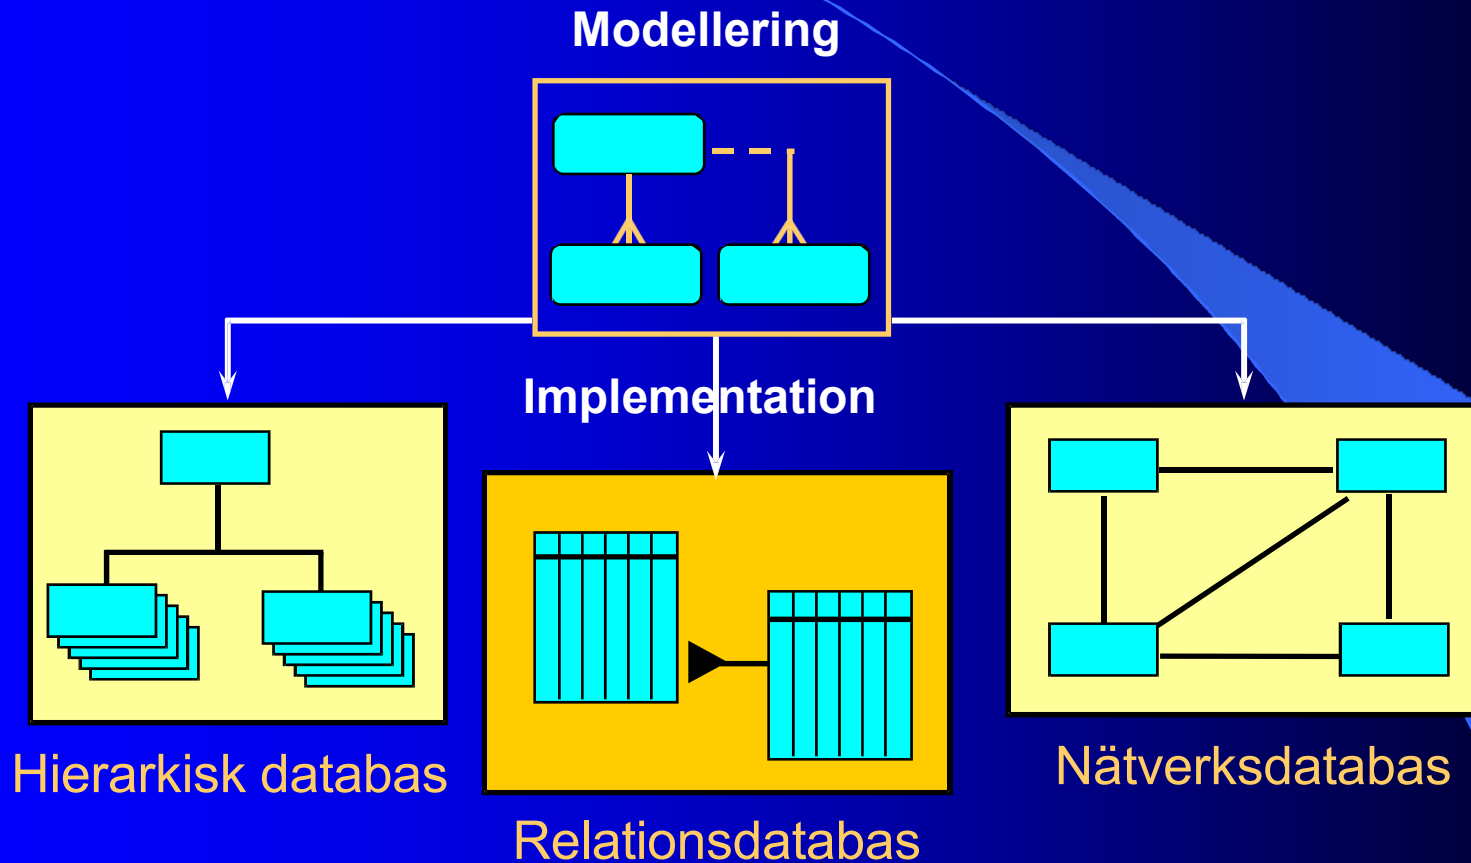 Modellering
Implementation
Hierarkisk databas
Relationsdatabas
Nätverksdatabas